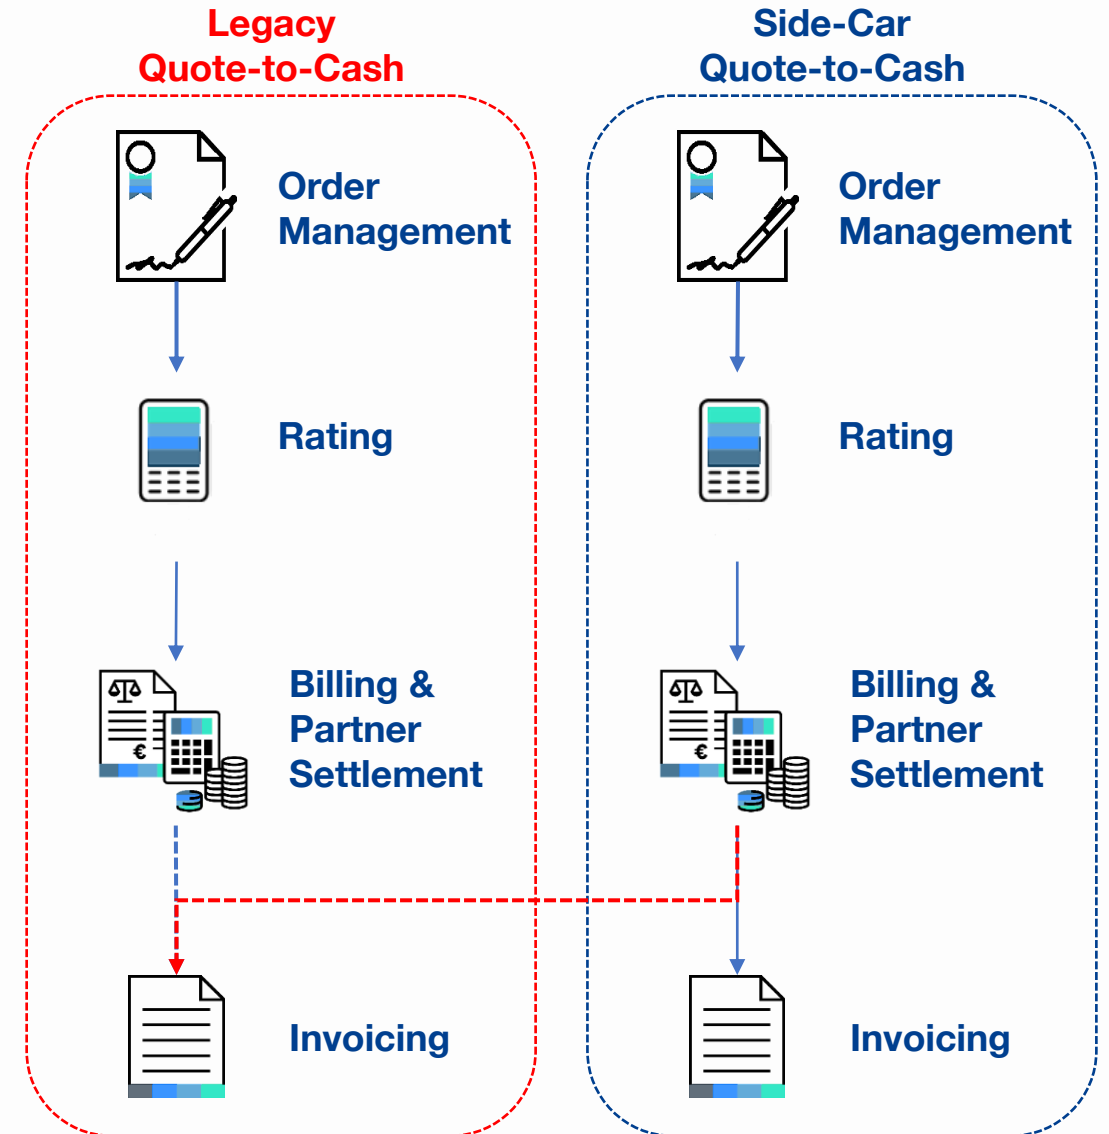 Legacy
Quote-to-Cash
Side-Car
Quote-to-Cash
Order
Management
Order
Management
Rating
Rating
€
Billing &
Partner
Settlement
€
Billing &
Partner
Settlement
Invoicing
Invoicing